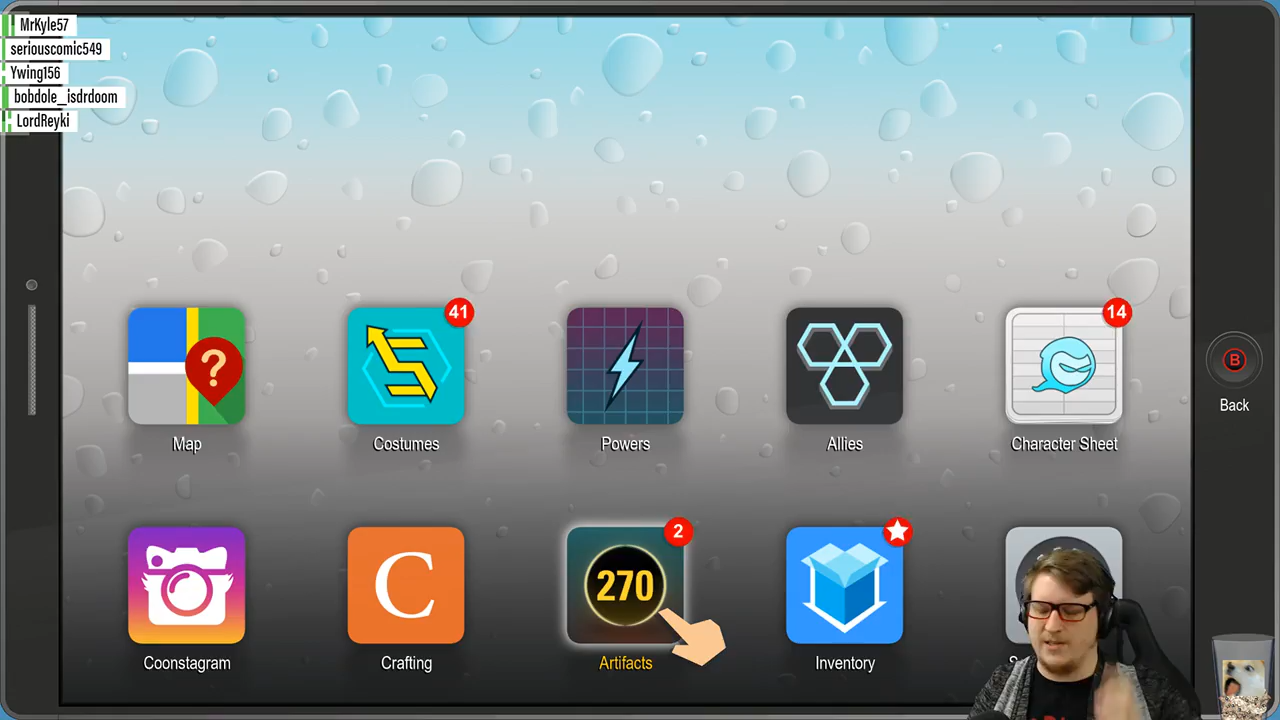 MrKyle57
seriouscomic549
Ywing156
bobdole_isdrdoom
LordReyki
41
14
?
Map
Costumes
Powers
Allies
Character Sheet
B
Back
2
C
270
Coonstagram
Crafting
Artifacts
Inventory